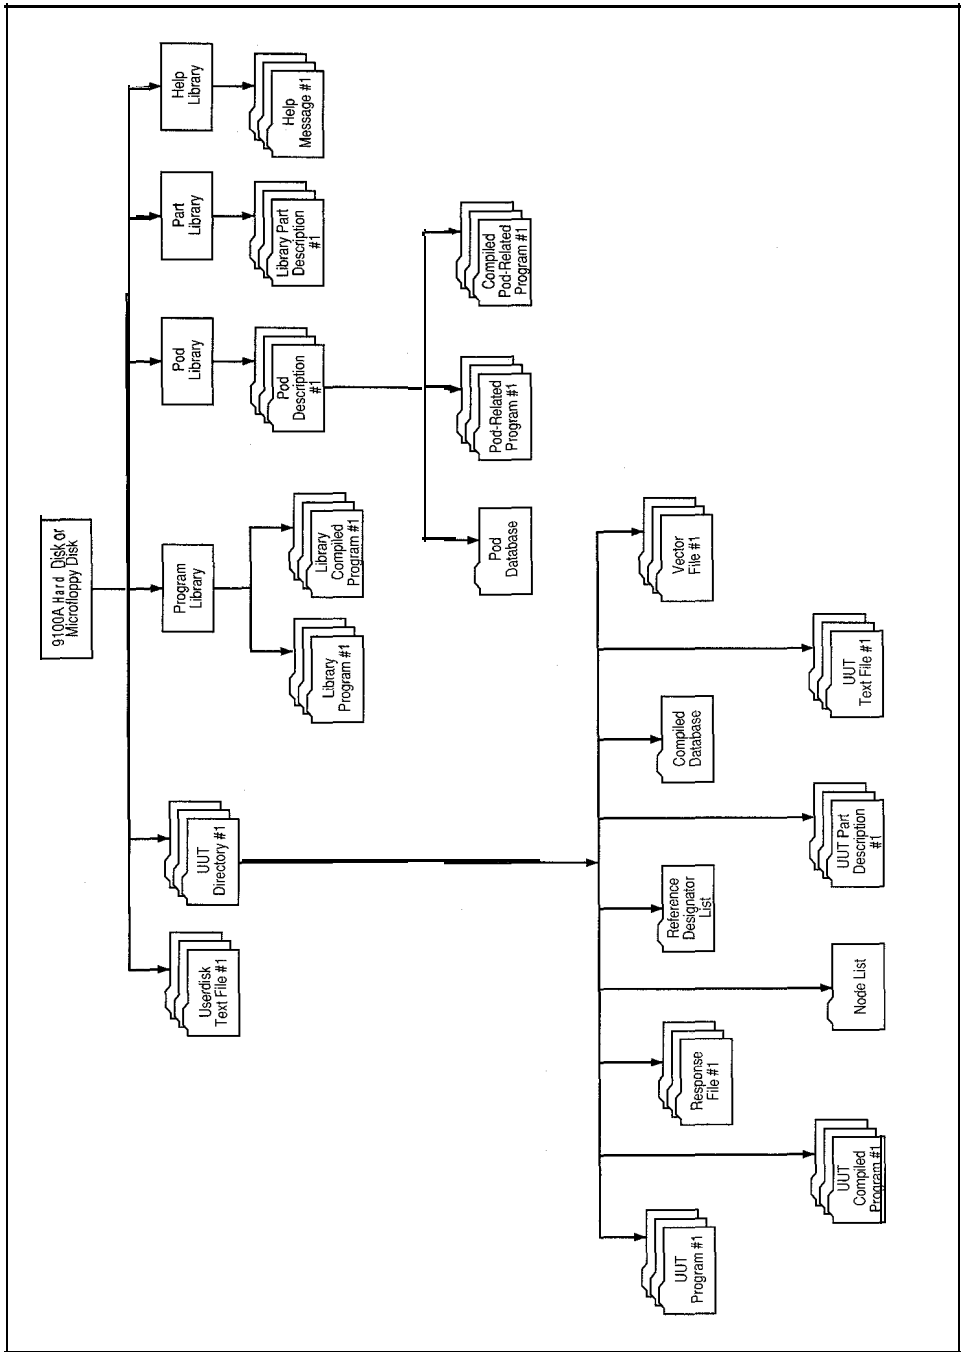 9100A Hard Disk or
Microfloppy Disk
Userdisk
Text File #1
UUT
Directory #1
Program
Library
Pod
Library
Part
Library
Help
Library
Library
Program #1
Library
Compiled
Program #1
Pod
Description
#1
Library Part
Description
#1
Help
Message #1
Pod
Database
Pod-Related
Program #1
Compiled
Pod-Related
Program #1
UUT
Program #1
UUT
Compiled
Program #1
Response
File #1
Node List
Reference
Designator
List
UUT Part
Description
#1
Compiled
Database
UUT
Text File #1
Vector
File #1